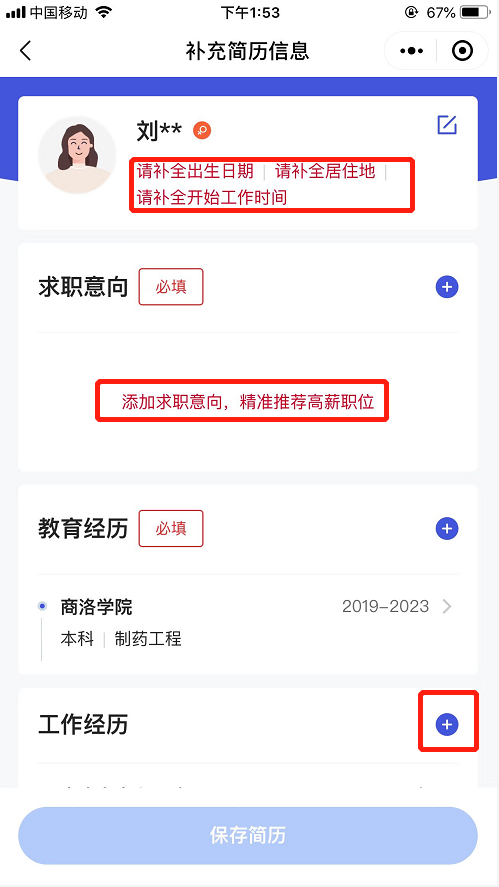 中国移动 下午1:53 67%
补充简历信息
刘**
请补全出生日期 | 请补全居住地 |
请补全开始工作时间
求职意向 必填
添加求职意向，精准推荐高薪职位
教育经历 必填
商洛学院 2019-2023
本科 | 制药工程
工作经历
保存简历